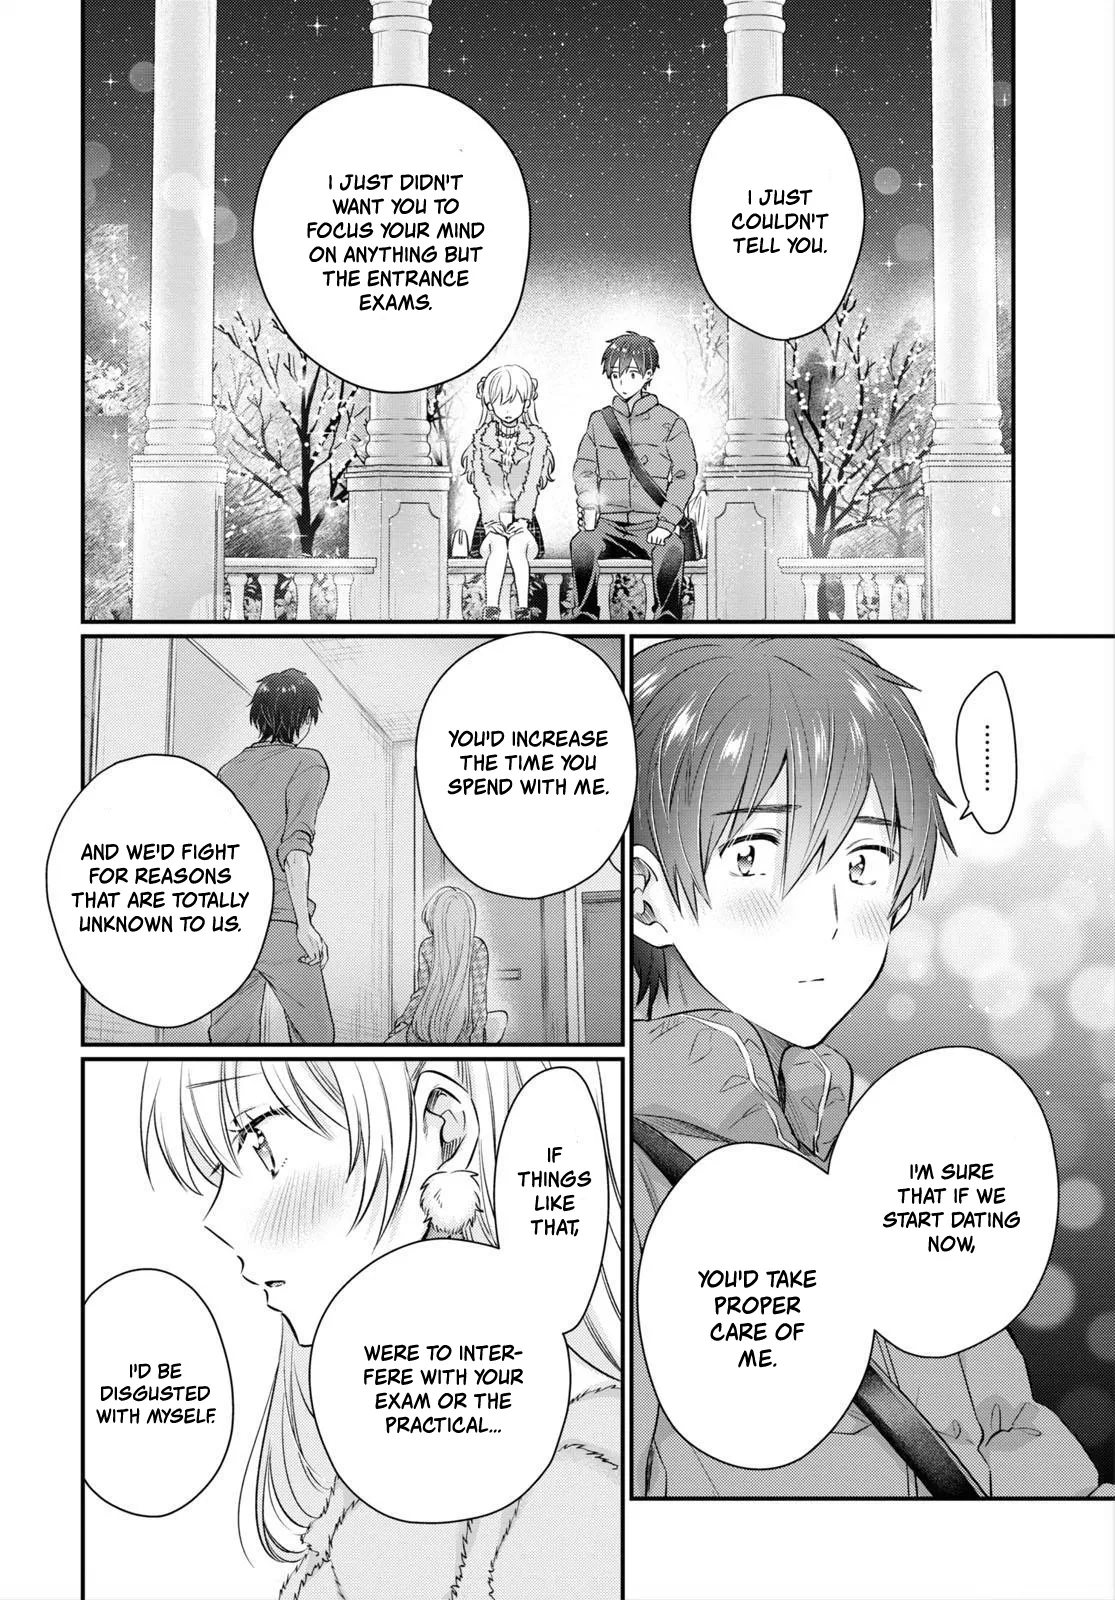 I JUST
COULDN'T
TELL YOU.
I JUST DIDN'T
WANT YOU TO
FOCUS YOUR MIND
ON ANYTHING BUT
THE ENTRANCE
EXAMS.
.........
I'M SURE
THAT IF WE
START DATING
NOW,
YOU'D TAKE
PROPER
CARE OF
ME.
YOU'D INCREASE
THE TIME YOU
SPEND WITH ME.
AND WE'D FIGHT
FOR REASONS
THAT ARE TOTALLY
UNKNOWN TO US.
IF
THINGS
LIKE
THAT,
WERE TO INTER-
FERE WITH YOUR
EXAM OR THE
PRACTICAL...
I'D BE
DISGUSTED
WITH MYSELF.